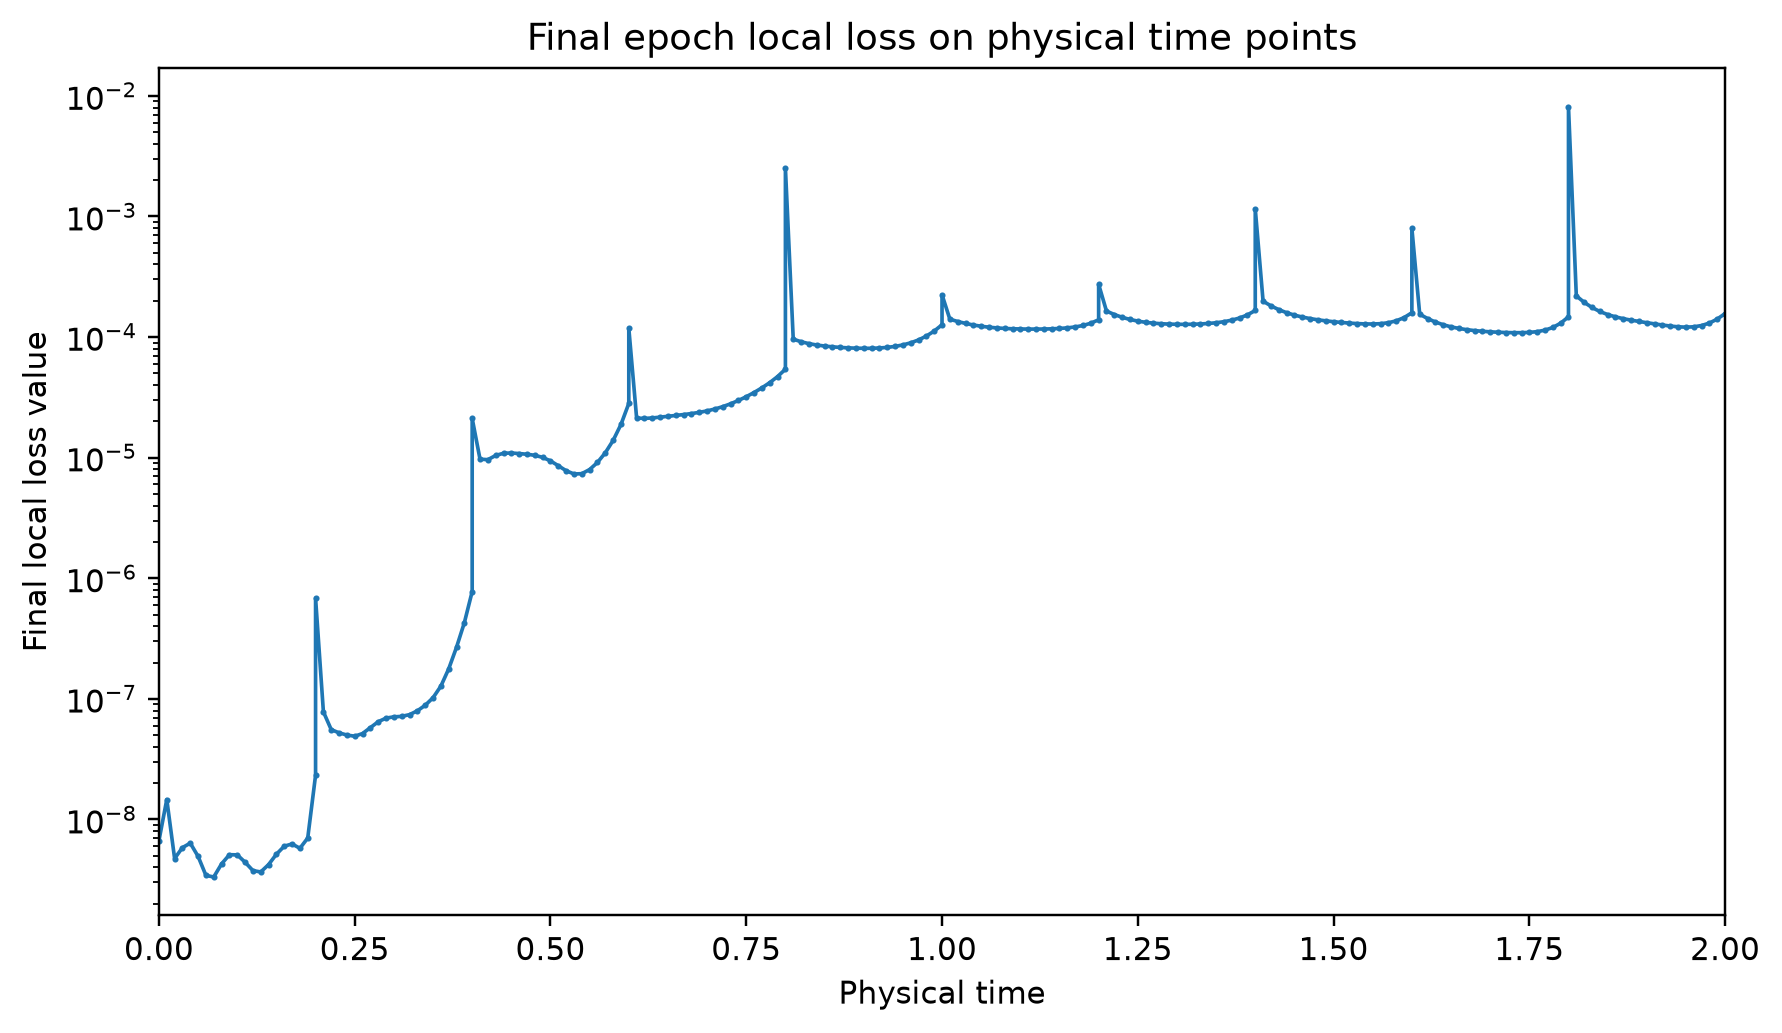 Final epoch local loss on physical time points
Final local loss value
10⁻²
10⁻³
10⁻⁴
10⁻⁵
10⁻⁶
10⁻⁷
10⁻⁸
0.00 0.25 0.50 0.75 1.00 1.25 1.50 1.75 2.00
Physical time